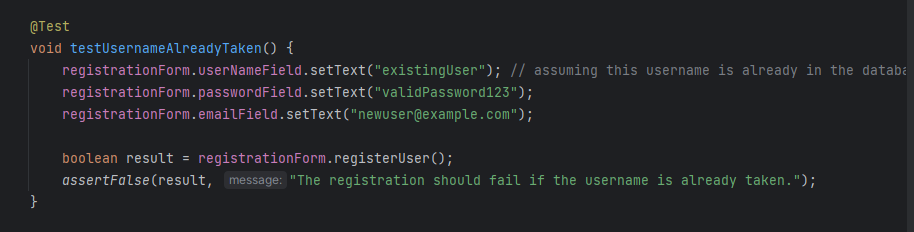 @Test
void testUsernameAlreadyTaken() {
registrationForm.userNameField.setText("existingUser"); // assuming this username is already in the databa
registrationForm.passwordField.setText("validPassword123");
registrationForm.emailField.setText("newuser@example.com");
boolean result = registrationForm.registerUser();
assertFalse(result, message: "The registration should fail if the username is already taken.");
}